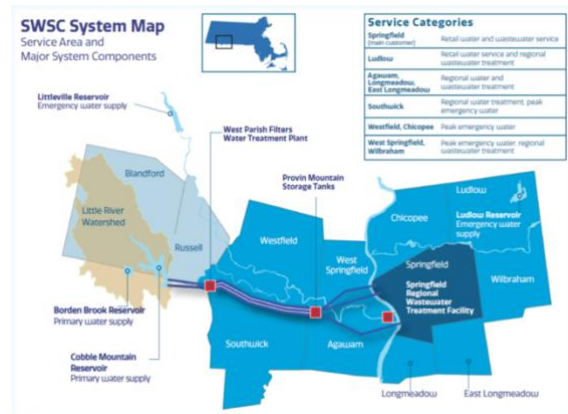 SWSC System Map
Service Area and
Major System Components
Service Categories
Springfield
(main customer)
Retail water and wastewater service
Ludlow
Retail water service and regional
wastewater treatment
Agawam,
Longmeadow,
East Longmeadow
Regional water and
wastewater treatment
Southwick
Regional water treatment, peak
emergency water
Westfield, Chicopee
Peak emergency water
West Springfield,
Wilbraham
Peak emergency water, regional
wastewater treatment
Littleville Reservoir
Emergency water supply
West Parish Filters
Water Treatment Plant
Provin Mountain
Storage Tanks
Blandford
Little River
Watershed
Russell
Westfield
West
Springfield
Chicopee
Ludlow
Ludlow Reservoir
Emergency water
supply
Springfield
Springfield
Regional
Wastewater
Treatment Facility
Wilbraham
Borden Brook Reservoir
Primary water supply
Cobble Mountain
Reservoir
Primary water supply
Southwick
Agawam
Longmeadow
East Longmeadow